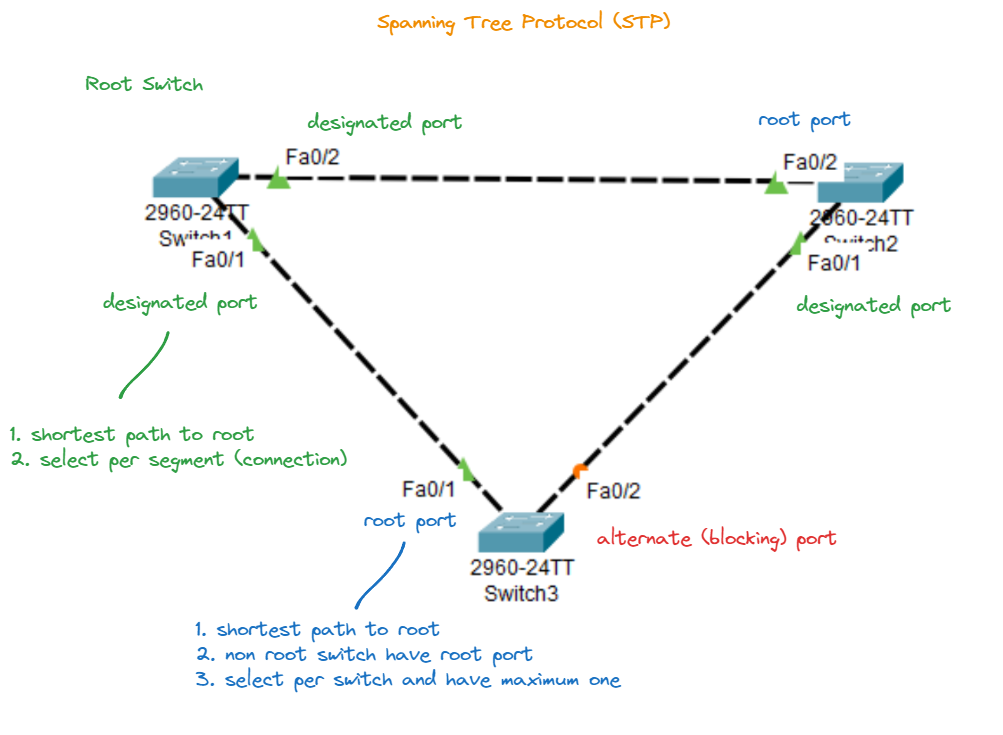 Spanning Tree Protocol (STP)
Root Switch
designated port
root port
Fa0/2
Fa0/2
2960-24TT
Switch1
2960-24TT
Switch2
Fa0/1
Fa0/1
designated port
designated port
1. shortest path to root
2. select per segment (connection)
Fa0/1
Fa0/2
root port
alternate (blocking) port
2960-24TT
Switch3
1. shortest path to root
2. non root switch have root port
3. select per switch and have maximum one